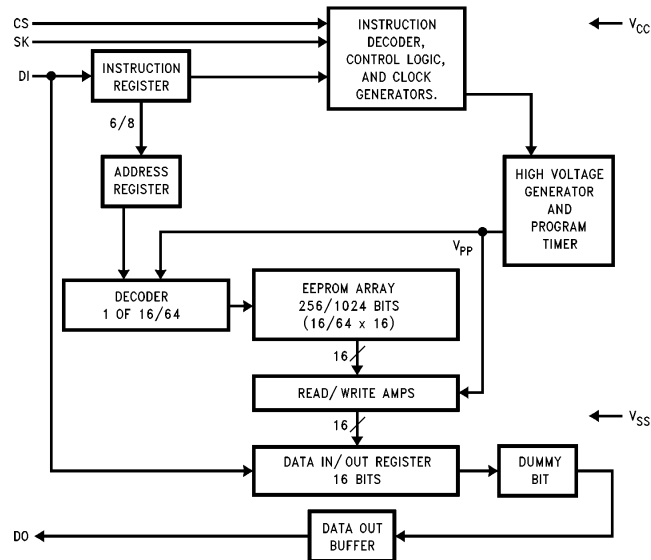 CS
SK
DI
INSTRUCTION
REGISTER
INSTRUCTION
DECODER,
CONTROL LOGIC,
AND CLOCK
GENERATORS.
VCC
6/8
ADDRESS
REGISTER
HIGH VOLTAGE
GENERATOR
AND
PROGRAM
TIMER
VPP
DECODER
1 OF 16/64
EEPROM ARRAY
256/1024 BITS
(16/64 x 16)
16
READ/WRITE AMPS
16
VSS
DATA IN/OUT REGISTER
16 BITS
DUMMY
BIT
DO
DATA OUT
BUFFER